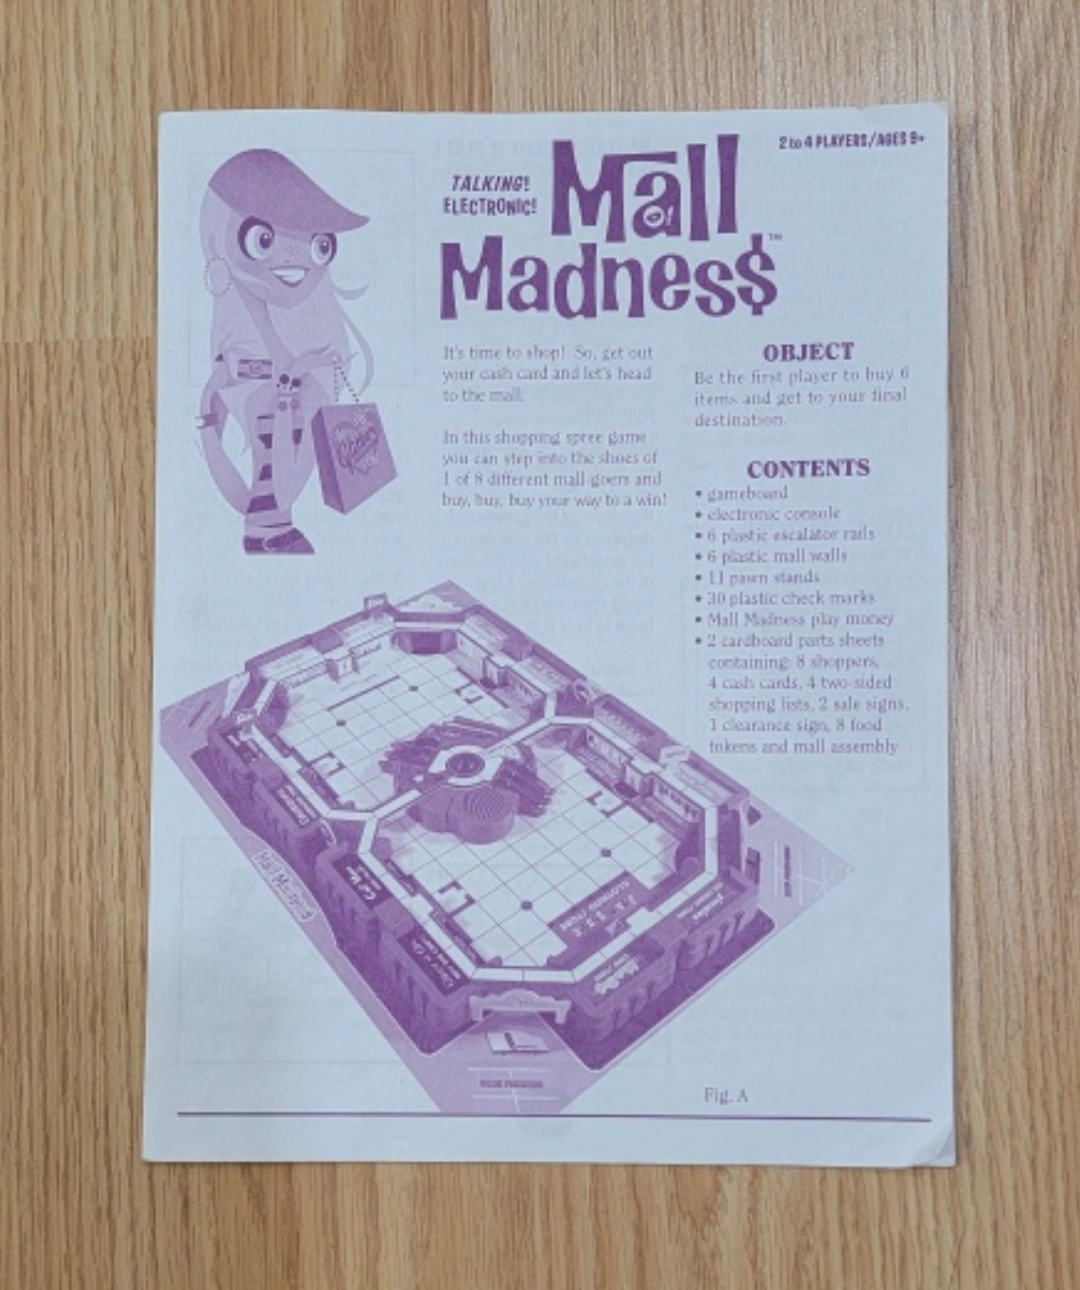 2 to 4 PLAYERS/AGES 9+
TALKING!
ELECTRONIC!
Mall
of
Madness$™
It's time to shop! So, get out
your cash card and let's head
to the mall.
In this shopping spree game
you can step into the shoes of
1 of 8 different mall-goers and
buy, buy, buy your way to a win!
OBJECT
Be the first player to buy 6
items and get to your final
destination.
CONTENTS
• gameboard
• electronic console
• 6 plastic escalator rails
• 6 plastic mall walls
• 11 pawn stands
• 30 plastic check marks
• Mall Madness play money
• 2 cardboard parts sheets
containing: 8 shoppers,
4 cash cards, 4 two-sided
shopping lists, 2 sale signs,
1 clearance sign, 8 food
tokens and mall assembly
Mall Madness
Fig. A